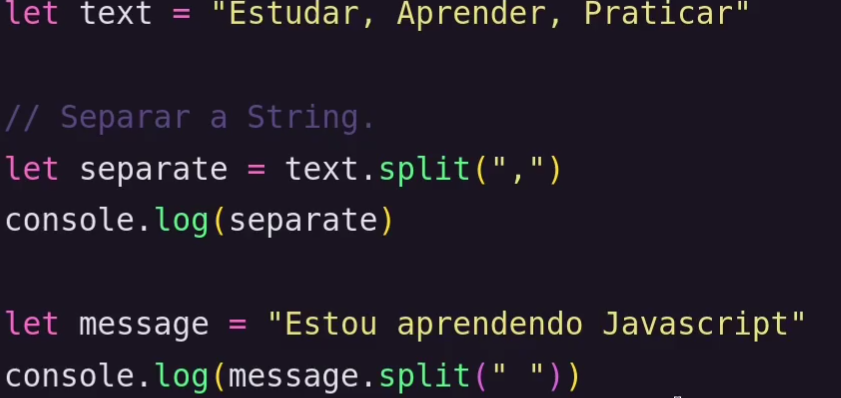 let text = "Estudar, Aprender, Praticar"
// Separar a String.
let separate = text.split(",")
console.log(separate)
let message = "Estou aprendendo Javascript"
console.log(message.split(" "))